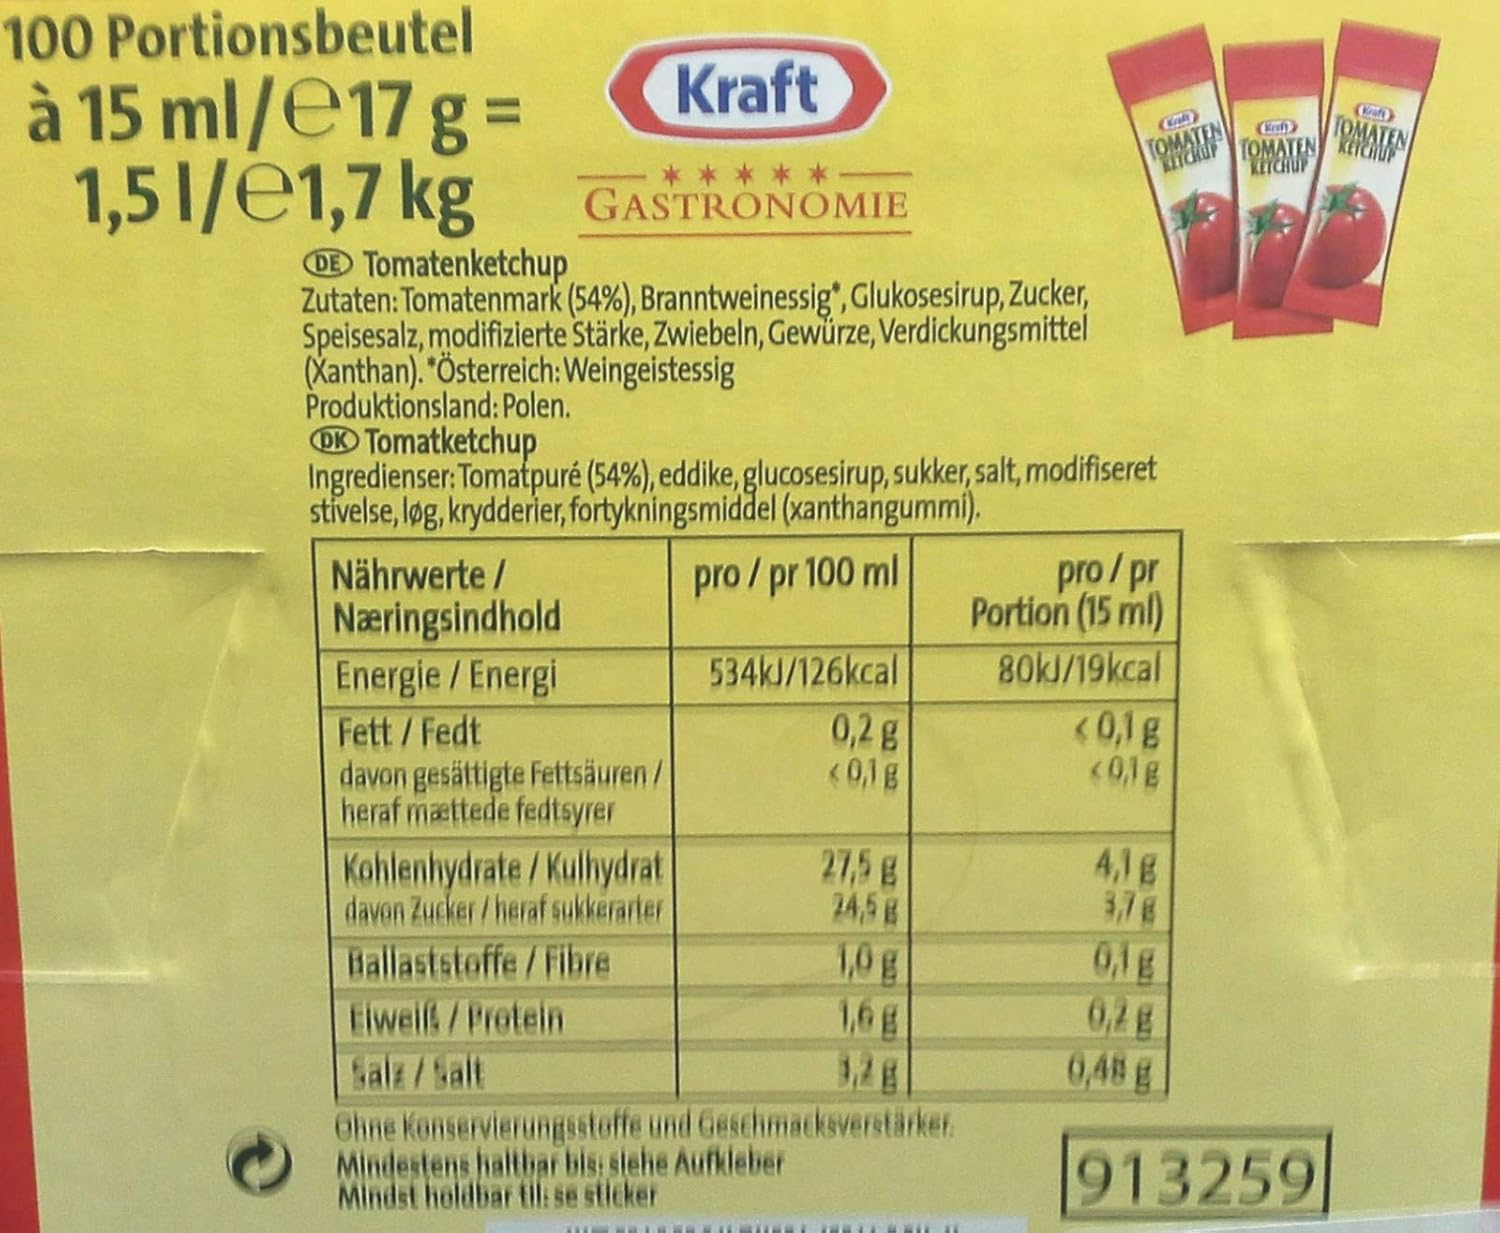 100 Portionsbeutel
à 15 ml/℮17 g =
1,5 l/℮1,7 kg
Kraft
GASTRONOMIE
Kraft
TOMATEN
KETCHUP
Kraft
TOMATEN
KETCHUP
Kraft
TOMATEN
KETCHUP
DE Tomatenketchup
Zutaten: Tomatenmark (54%), Branntweinessig*, Glukosesirup, Zucker,
Speisesalz, modifizierte Stärke, Zwiebeln, Gewürze, Verdickungsmittel
(Xanthan). *Österreich: Weingeistessig
Produktionsland: Polen.
DK Tomatketchup
Ingredienser: Tomatpuré (54%), eddike, glucosesirup, sukker, salt, modifiseret
stivelse, løg, krydderier, fortykningsmiddel (xanthangummi).
Nährwerte / pro / pr 100 ml pro / pr
Næringsindhold Portion (15 ml)
Energie / Energi 534kJ/126kcal 80kJ/19kcal
Fett / Fedt 0,2 g < 0,1 g
davon gesättigte Fettsäuren / < 0,1 g < 0,1 g
heraf mættede fedtsyrer
Kohlenhydrate / Kulhydrat 27,5 g 4,1 g
davon Zucker / heraf sukkerarter 24,5 g 3,7 g
Ballaststoffe / Fibre 1,0 g 0,1 g
Eiweiß / Protein 1,6 g 0,2 g
Salz / Salt 3,2 g 0,48 g
Ohne Konservierungsstoffe und Geschmacksverstärker.
Mindestens haltbar bis: siehe Aufkleber
Mindst holdbar til: se sticker
913259